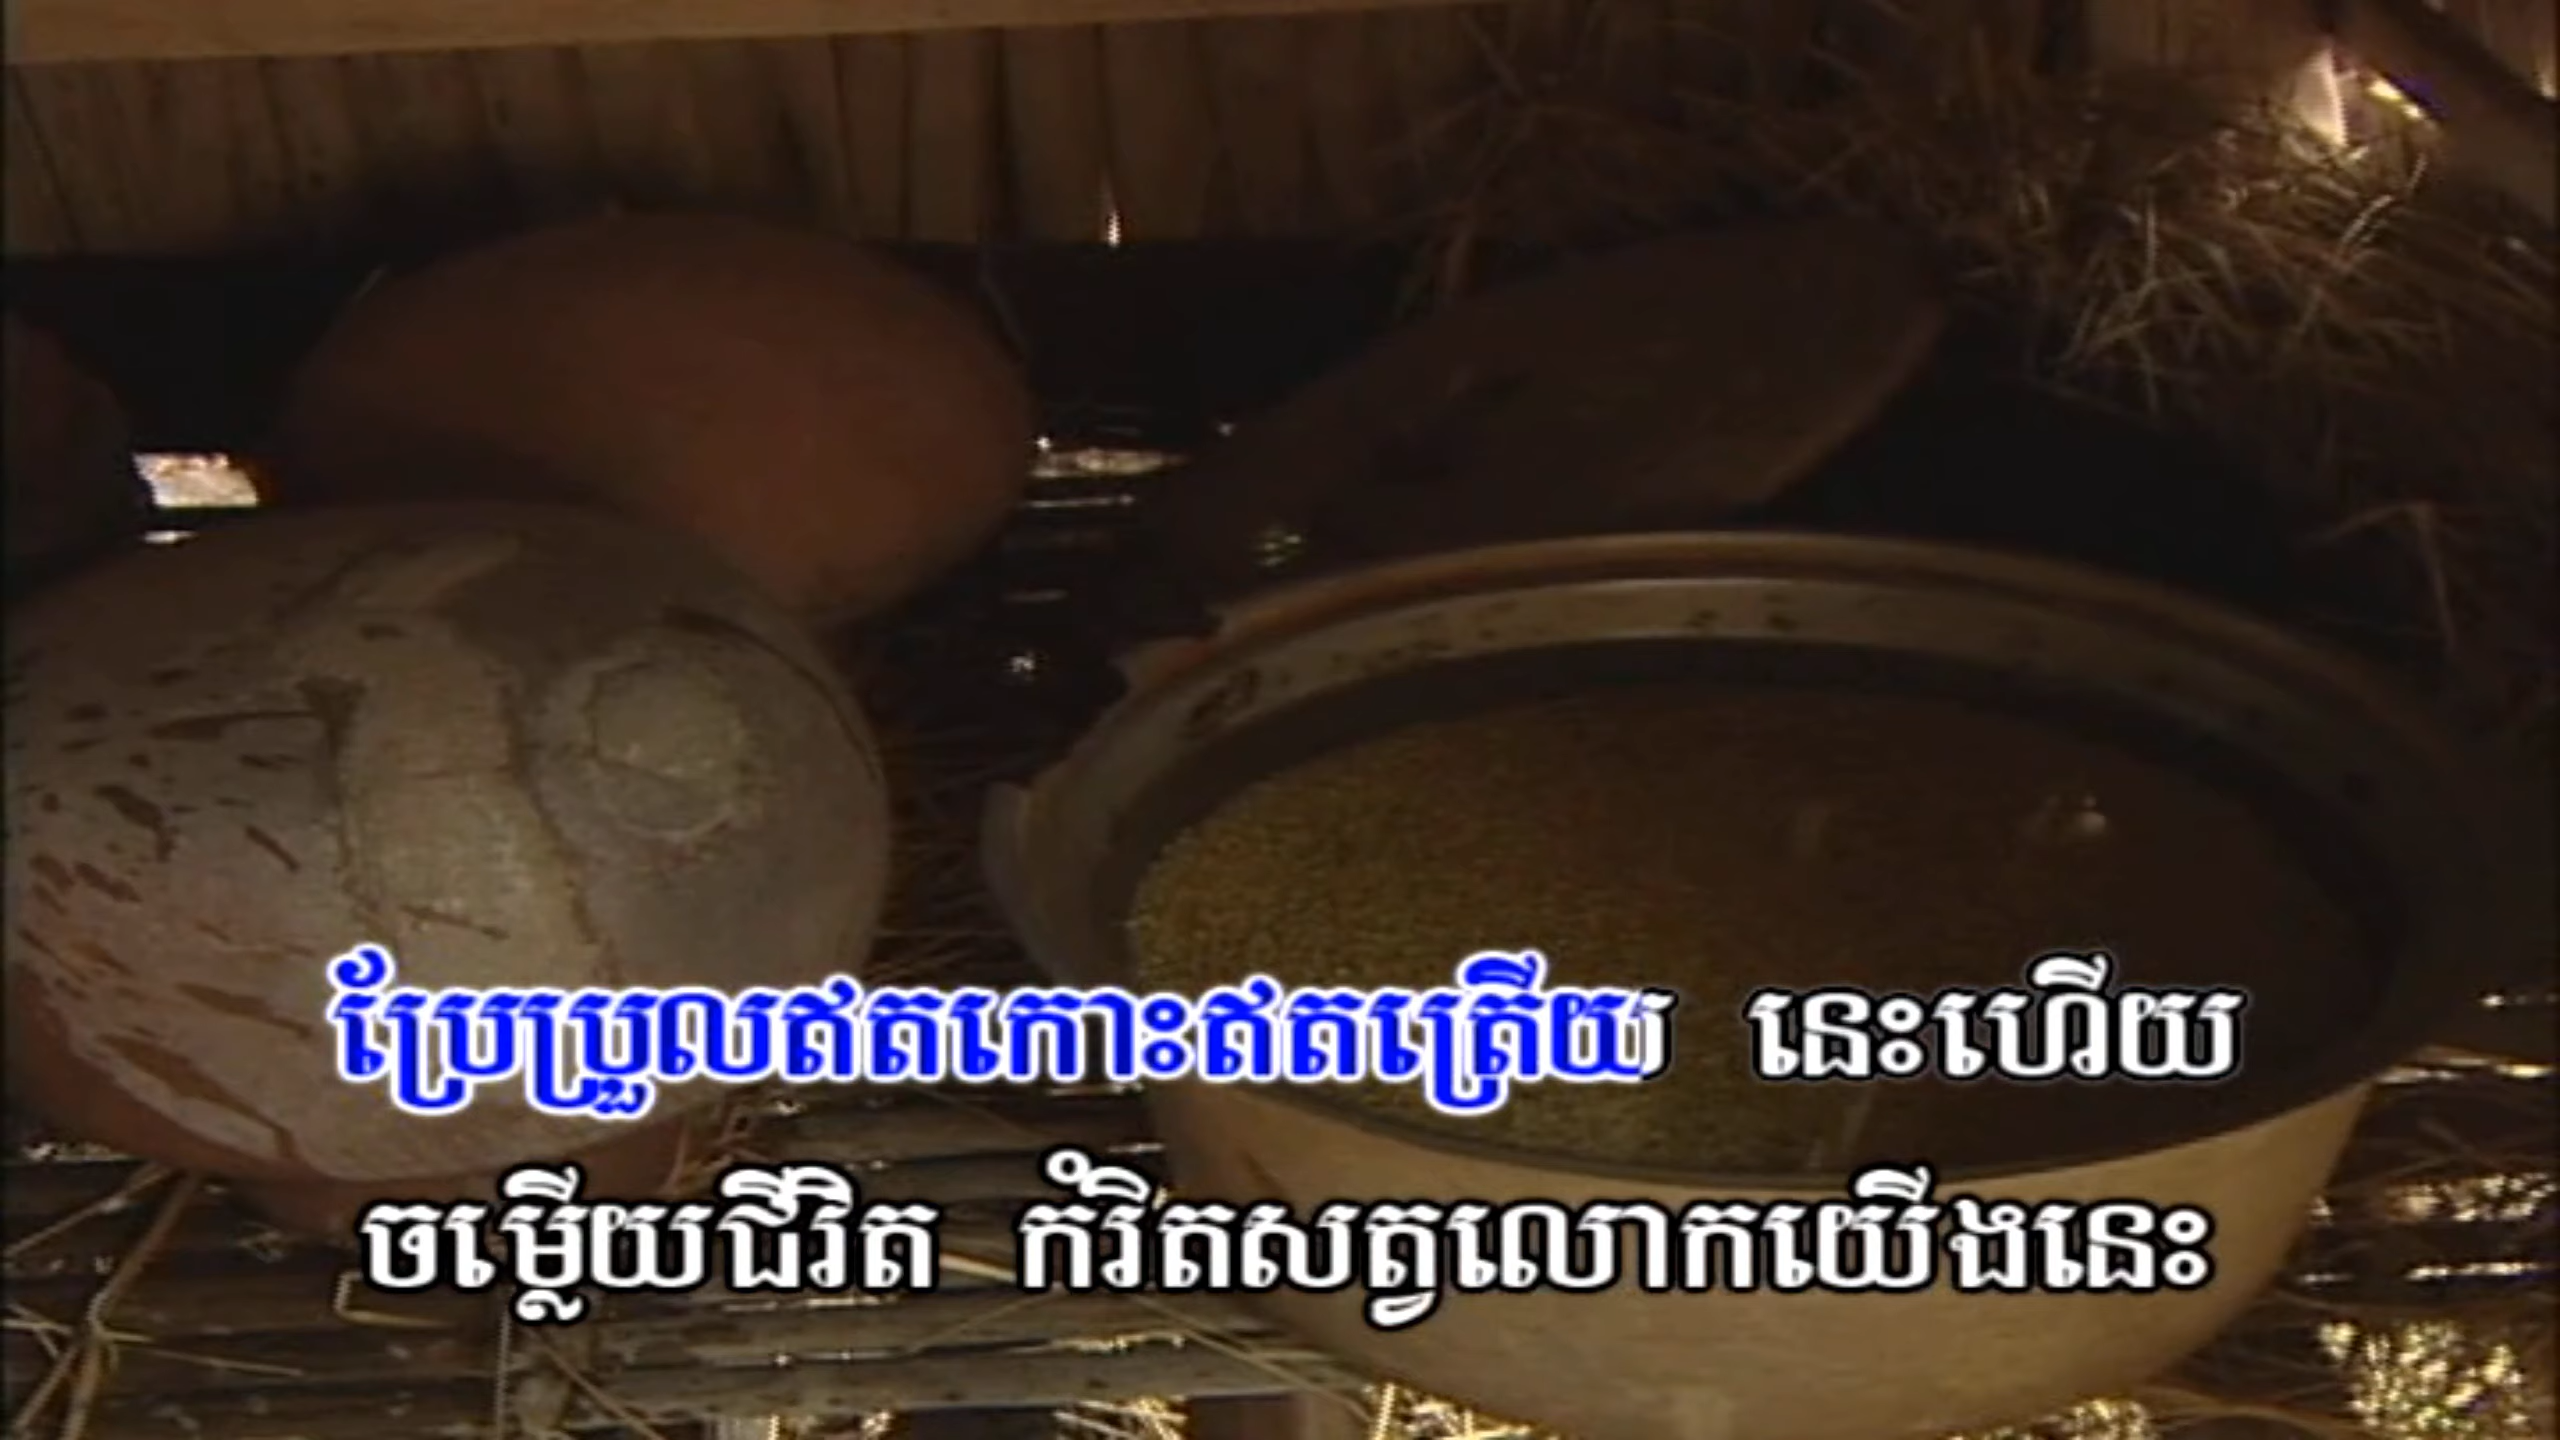 ប្រែប្រួលឥតកោះឥតត្រើយ នេះហើយ
ចម្លើយជីវិត កំរិតសត្វលោកយើងនេះ